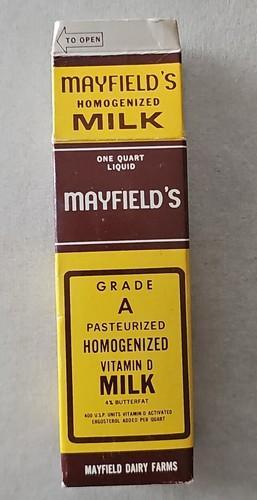 TO OPEN
MAYFIELD'S
HOMOGENIZED
MILK
ONE QUART
LIQUID
MAYFIELD'S
GRADE
A
PASTEURIZED
HOMOGENIZED
VITAMIN D
MILK
4% BUTTERFAT
400 U.S.P. UNITS VITAMIN D ACTIVATED
ERGOSTEROL ADDED PER QUART
MAYFIELD DAIRY FARMS